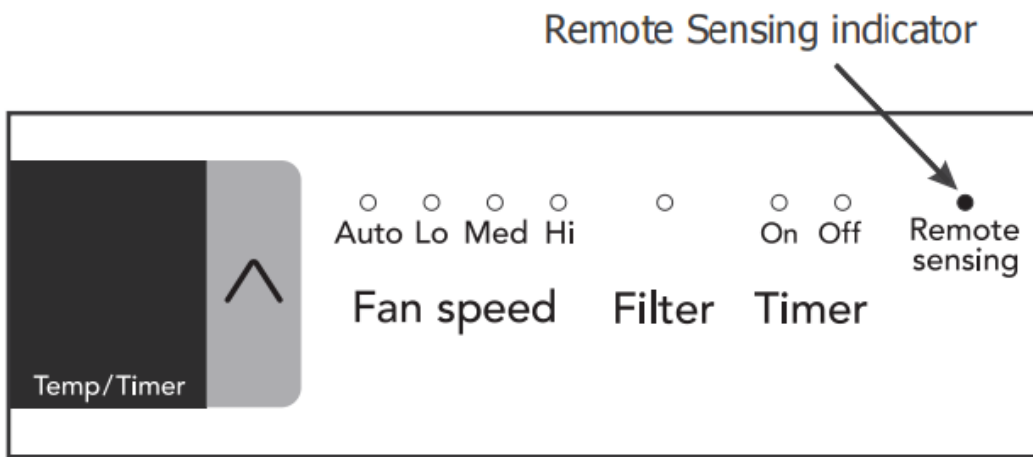 Remote Sensing indicator
Auto Lo Med Hi
On Off
Remote
sensing
Fan speed
Filter
Timer
Temp/Timer